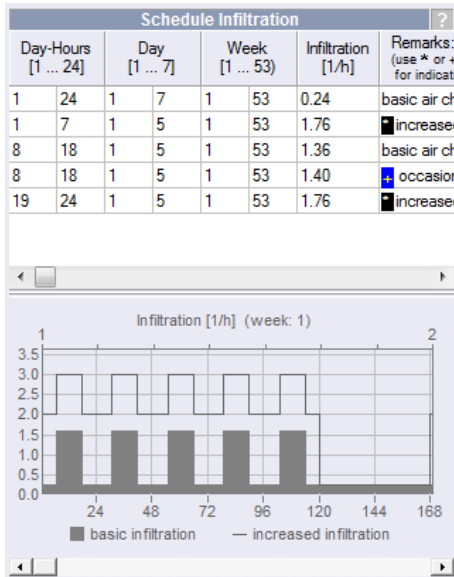 Schedule Infiltration ?
Day-Hours Day Week Infiltration Remarks:
[1 ... 24] [1 ... 7] [1 ... 53) [1/h] (use * or +
for indicat
1 24 1 7 1 53 0.24 basic air ch
1 7 1 5 1 53 1.76 * increased
8 18 1 5 1 53 1.36 basic air ch
8 18 1 5 1 53 1.40 + occasion
19 24 1 5 1 53 1.76 * increased
Infiltration [1/h] (week: 1)
1 2
3.5
3.0
2.5
2.0
1.5
1.0
0.5
0.0
24 48 72 96 120 144 168
basic infiltration increased infiltration